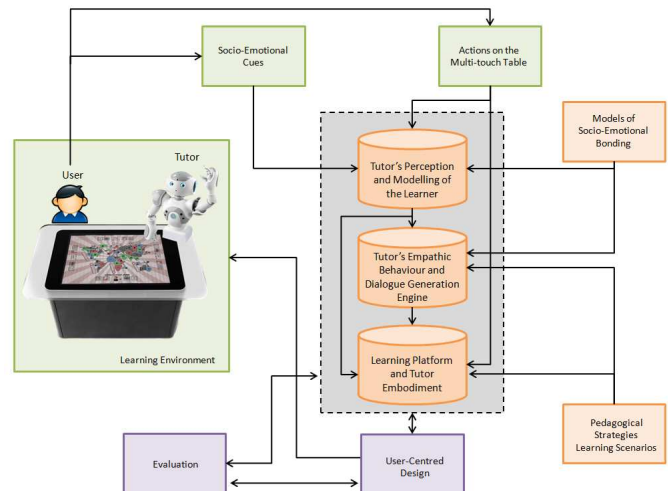 Socio-Emotional
Cues
Actions on the
Multi-touch Table
Models of
Socio-Emotional
Bonding
User
Tutor
Tutor's Perception
and Modelling of
the Learner
Tutor's Empathic
Behaviour and
Dialogue Generation
Engine
Learning Platform
and Tutor
Embodiment
Learning Environment
Pedagogical
Strategies
Learning Scenarios
Evaluation
User-Centred
Design